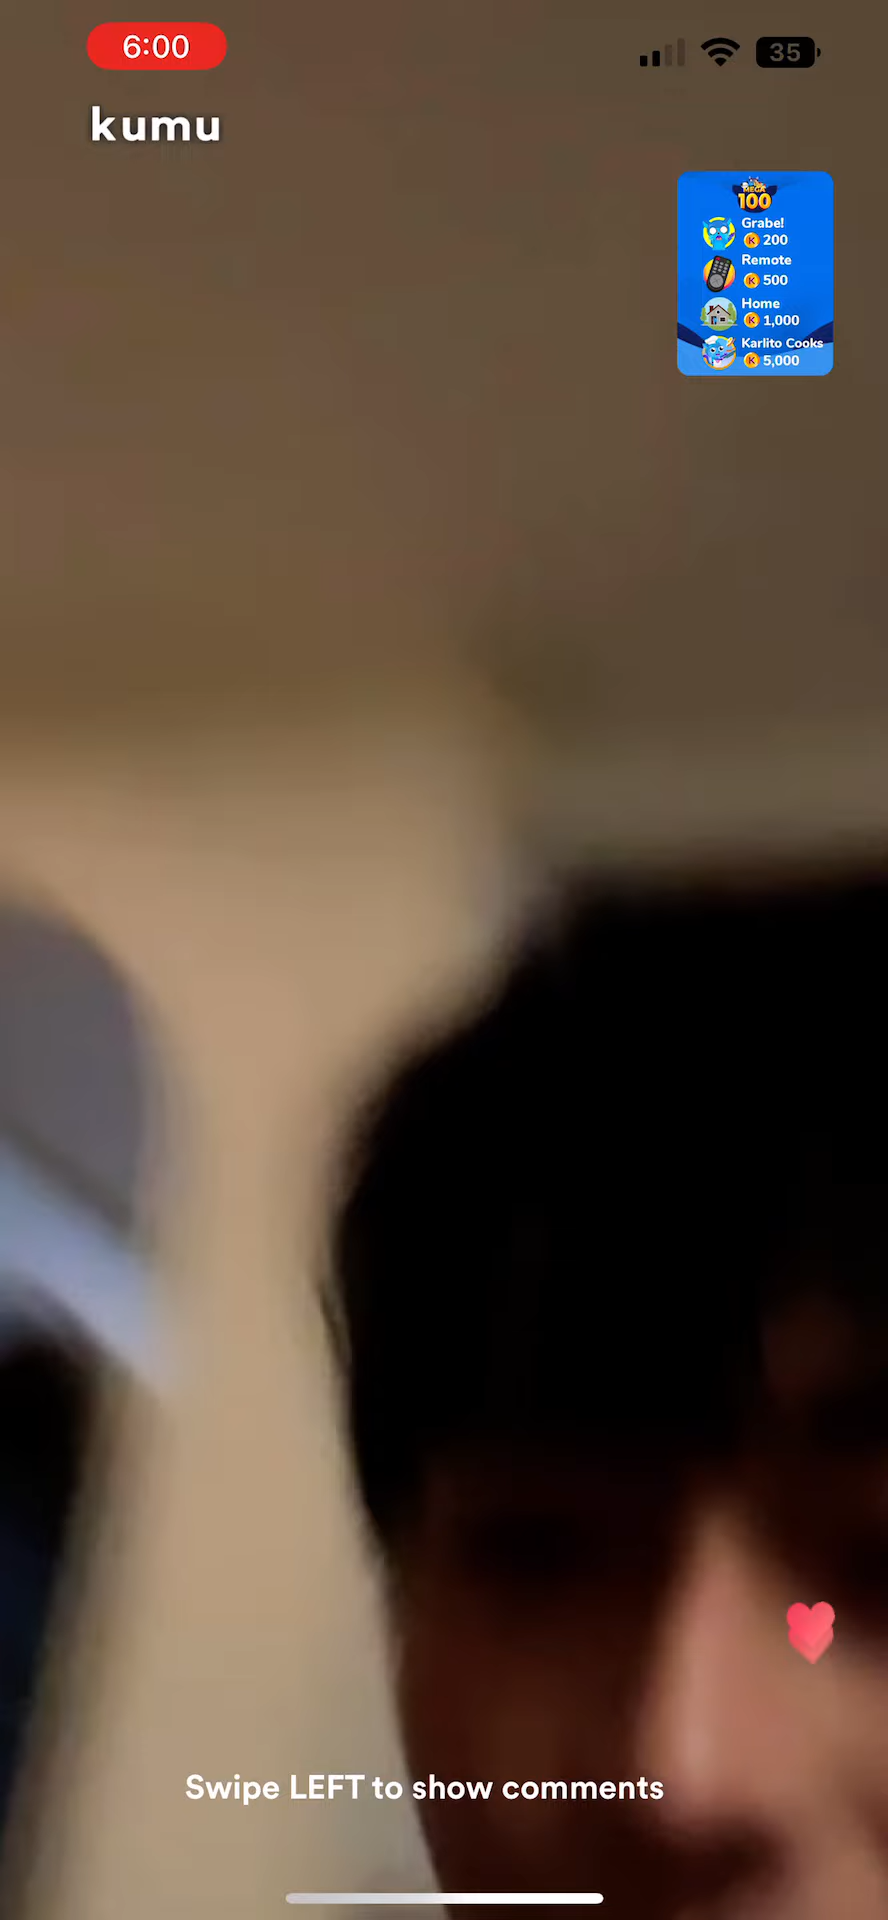 6:00
35
kumu
MEGA
100
Grabe!
K 200
Remote
K 500
Home
K 1,000
Karlito Cooks
K 5,000
Swipe LEFT to show comments